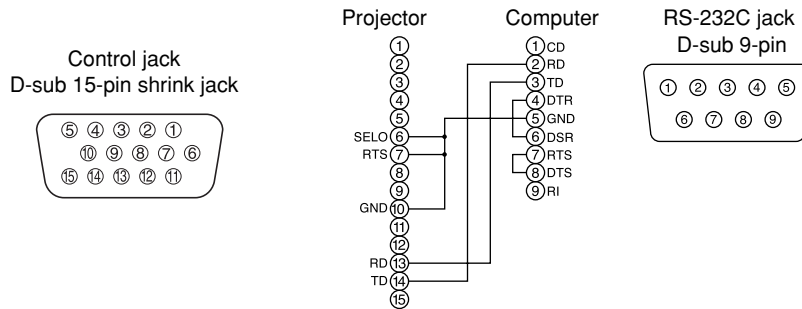 Control jack
D-sub 15-pin shrink jack
⑤ ④ ③ ② ①
⑩ ⑨ ⑧ ⑦ ⑥
⑮ ⑭ ⑬ ⑫ ⑪
Projector
①
②
③
④
⑤
SELO ⑥
RTS ⑦
⑧
⑨
GND ⑩
⑪
⑫
RD ⑬
TD ⑭
⑮
Computer
① CD
② RD
③ TD
④ DTR
⑤ GND
⑥ DSR
⑦ RTS
⑧ DTS
⑨ RI
RS-232C jack
D-sub 9-pin
① ② ③ ④ ⑤
⑥ ⑦ ⑧ ⑨